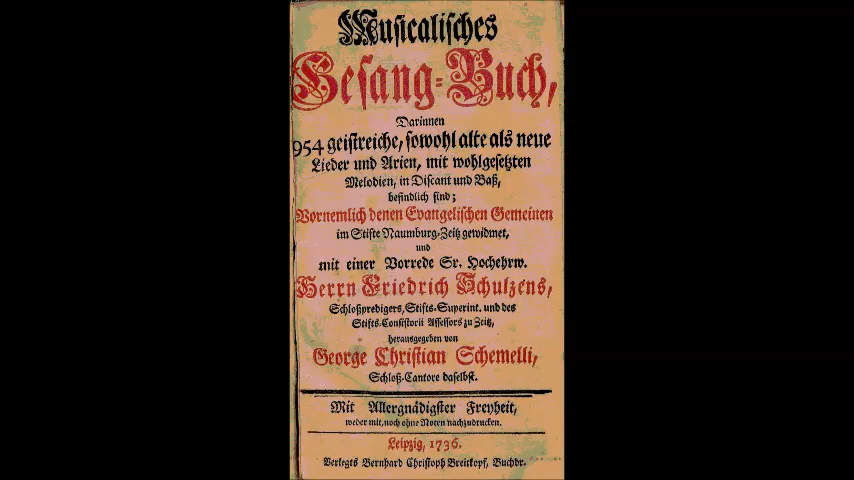 Musicalisches
Gesang-Buch,
Darinnen
954 geistreiche, sowohl alte als neue
Lieder und Arien, mit wohlgesetzten
Melodien, in Discant und Baß,
befindlich sind;
Vornemlich denen Evangelischen Gemeinen
im Stifte Naumburg-Zeitz gewidmet,
und
mit einer Vorrede Sr. Hochehrw.
Herrn Friedrich Schulzens,
Schloßpredigers, Stifts-Superint. und des
Stifts-Consistorii Assessors zu Zeitz,
herausgegeben von
George Christian Schemelli,
Schloß-Cantore daselbst.
Mit Allergnädigster Freyheit,
weder mit, noch ohne Noten nachzudrucken.
Leipzig, 1736.
Verlegts Bernhard Christoph Breitkopf, Buchdr.